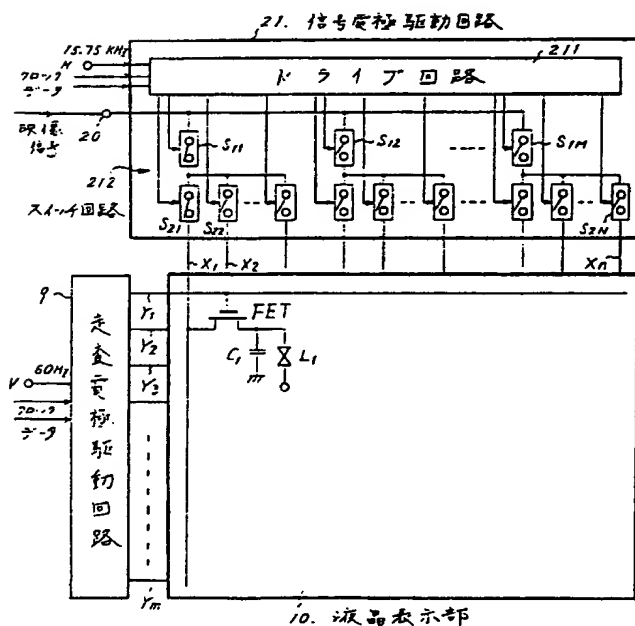 21. 信号電極駆動回路
15.75 KHz
H
211
クロック
データ
ドライブ回路
映像
信号
20
S11
S12
S1M
212
スイッチ回路
S21
S22
S2N
X1
X2
Xn
9
Y1
FET
Y2
60Hz
V
Y3
C1
L1
クロック
データ
走査電極駆動回路
Ym
10. 液晶表示部